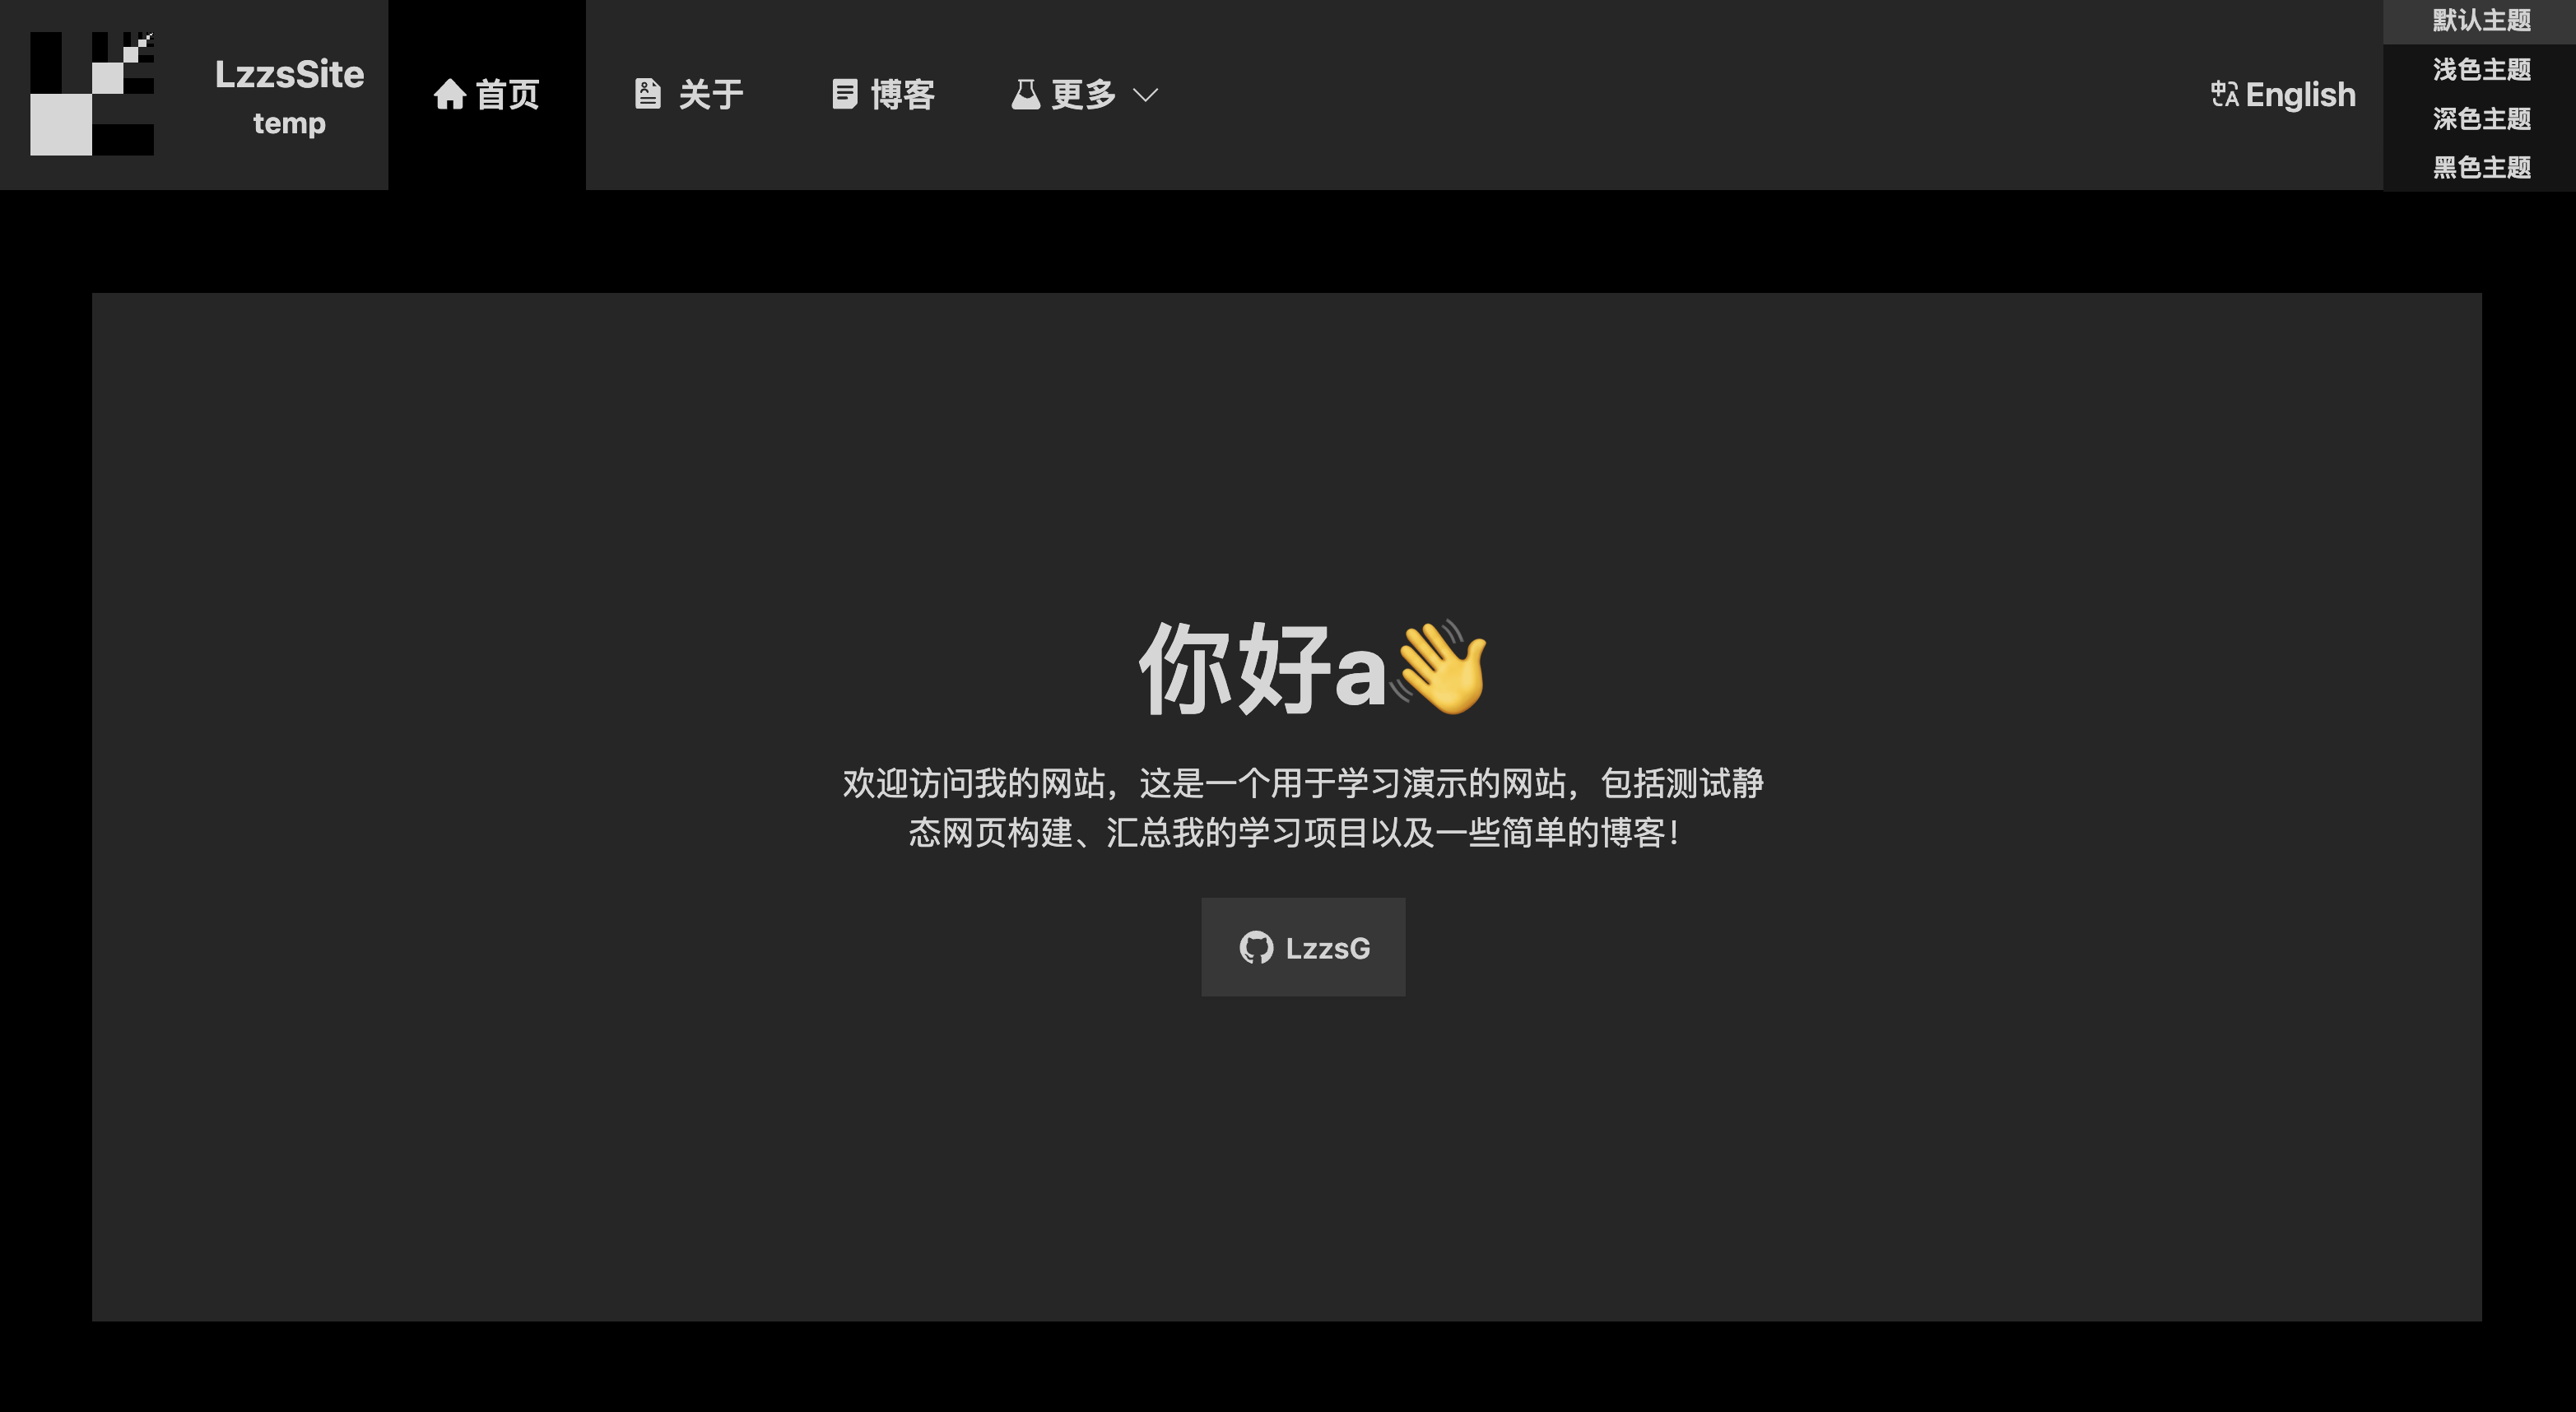 LzzsSite
temp
首页
关于
博客
更多
English
默认主题
浅色主题
深色主题
黑色主题
你好a👋
欢迎访问我的网站，这是一个用于学习演示的网站，包括测试静
态网页构建、汇总我的学习项目以及一些简单的博客！
LzzsG